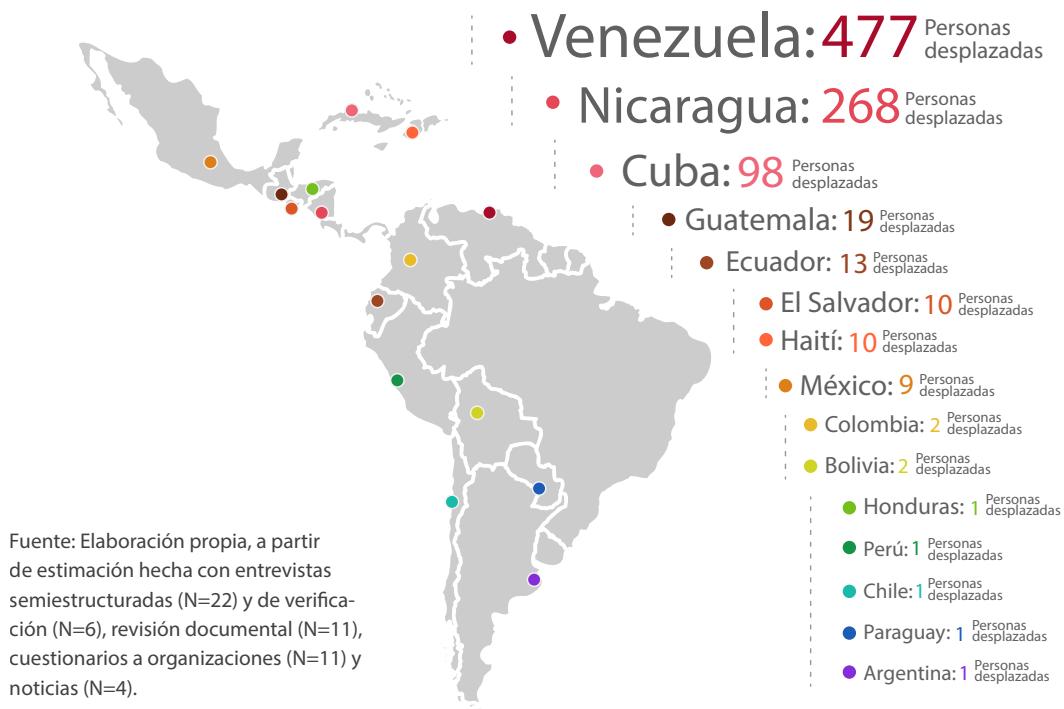 Venezuela: 477 Personas desplazadas
Nicaragua: 268 Personas desplazadas
Cuba: 98 Personas desplazadas
Guatemala: 19 Personas desplazadas
Ecuador: 13 Personas desplazadas
El Salvador: 10 Personas desplazadas
Haití: 10 Personas desplazadas
México: 9 Personas desplazadas
Colombia: 2 Personas desplazadas
Bolivia: 2 Personas desplazadas
Honduras: 1 Personas desplazadas
Perú: 1 Personas desplazadas
Chile: 1 Personas desplazadas
Paraguay: 1 Personas desplazadas
Argentina: 1 Personas desplazadas
Fuente: Elaboración propia, a partir
de estimación hecha con entrevistas
semiestructuradas (N=22) y de verifica-
ción (N=6), revisión documental (N=11),
cuestionarios a organizaciones (N=11) y
noticias (N=4).